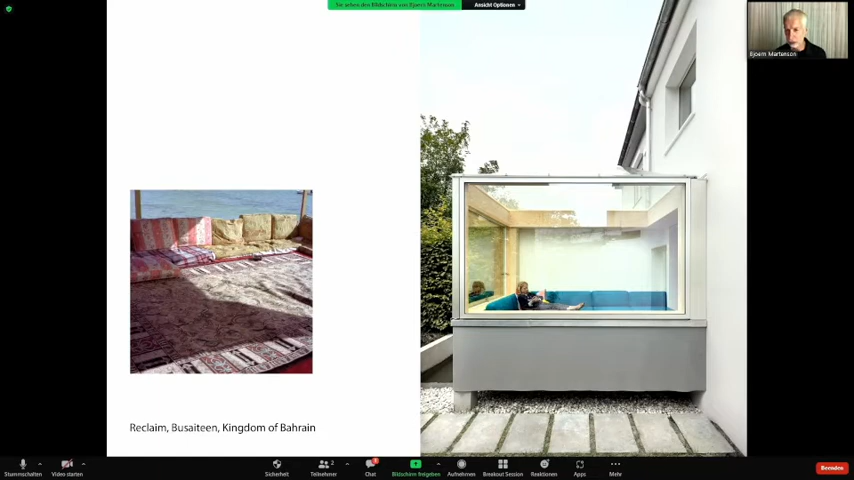 Sie sehen den Bildschirm von Bjoern Martenson
Ansicht Optionen
Bjoern Martenson
Reclaim, Busaiteen, Kingdom of Bahrain
Stummschalten
Video starten
Sicherheit
Teilnehmer
2
Chat
Bildschirm freigeben
Aufnehmen
Breakout Session
Reaktionen
Apps
Mehr
Beenden